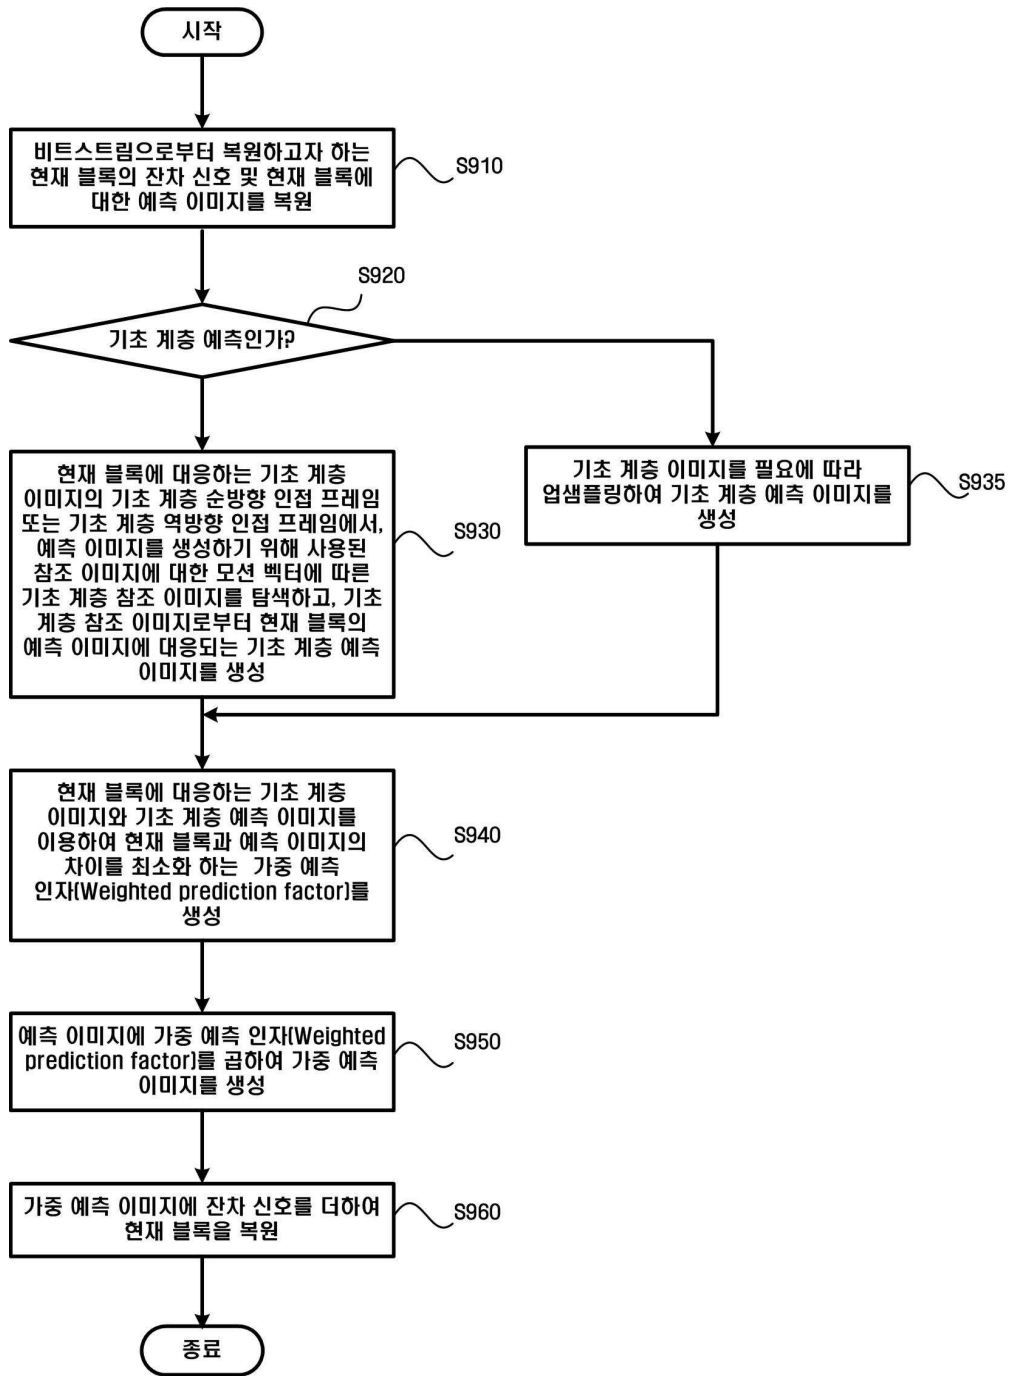 시작
비트스트림으로부터 복원하고자 하는
현재 블록의 잔차 신호 및 현재 블록에
대한 예측 이미지를 복원
S910
S920
기초 계층 예측인가?
현재 블록에 대응하는 기초 계층
이미지의 기초 계층 순방향 인접 프레임
또는 기초 계층 역방향 인접 프레임에서,
예측 이미지를 생성하기 위해 사용된
참조 이미지에 대한 모션 벡터에 따른
기초 계층 참조 이미지를 탐색하고, 기초
계층 참조 이미지로부터 현재 블록의
예측 이미지에 대응되는 기초 계층 예측
이미지를 생성
S930
기초 계층 이미지를 필요에 따라
업샘플링하여 기초 계층 예측 이미지를
생성
S935
현재 블록에 대응하는 기초 계층
이미지와 기초 계층 예측 이미지를
이용하여 현재 블록과 예측 이미지의
차이를 최소화 하는 가중 예측
인자(Weighted prediction factor)를
생성
S940
예측 이미지에 가중 예측 인자(Weighted
prediction factor)를 곱하여 가중 예측
이미지를 생성
S950
가중 예측 이미지에 잔차 신호를 더하여
현재 블록을 복원
S960
종료